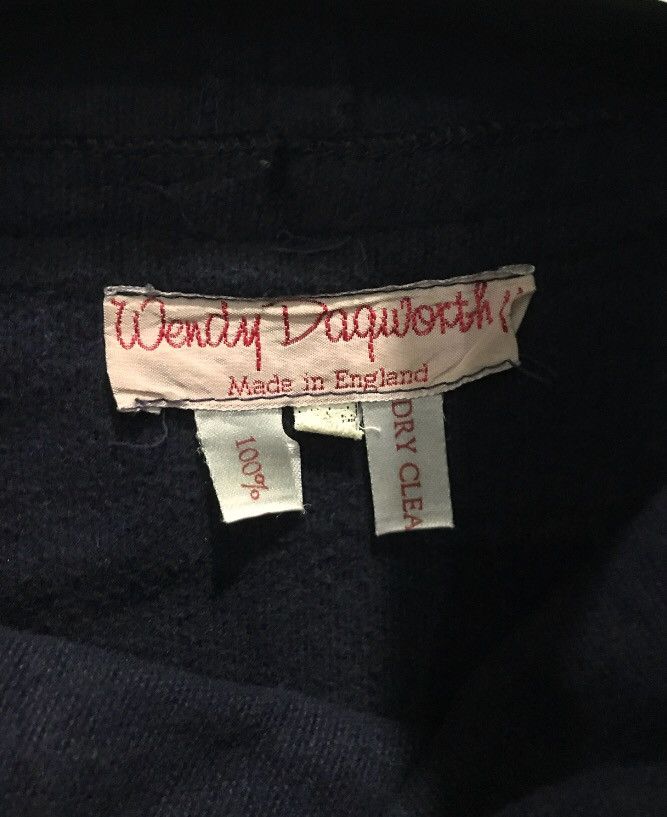 Wendy Dagworth
Made in England
100%
DRY CLEA